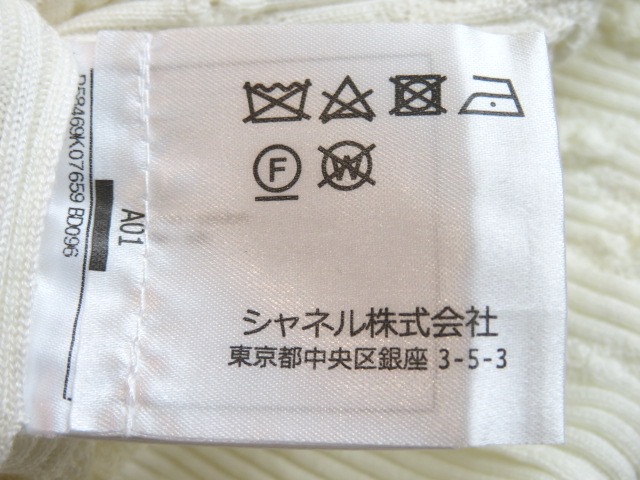 F
W
シャネル株式会社
東京都中央区銀座 3-5-3
A01
P58469K07659 BD096